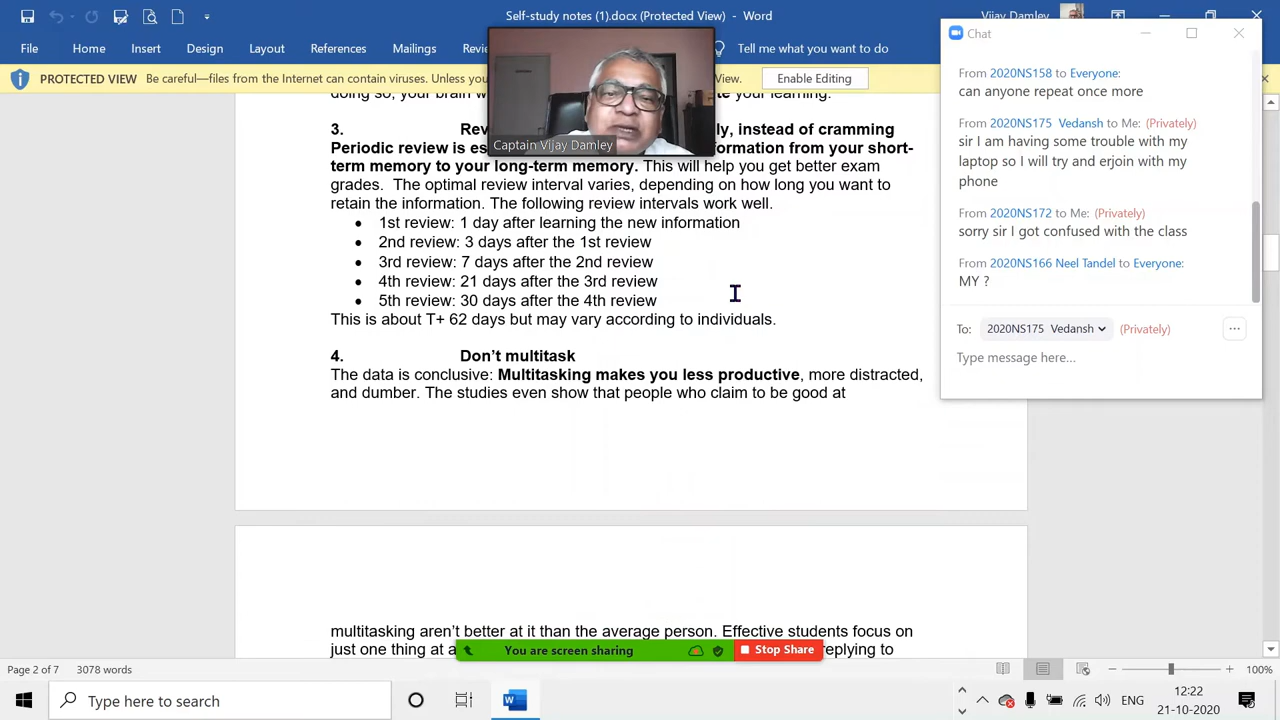 Self-study notes (1).docx (Protected View) - Word
File Home Insert Design Layout References Mailings Tell me what you want to do
PROTECTED VIEW Be careful—files from the Internet can contain viruses. Unless you View. Enable Editing
doing so, your brain your learning.
3. Rev ly, instead of cramming
Periodic review is es ormation from your short-
term memory to your long-term memory. This will help you get better exam
grades. The optimal review interval varies, depending on how long you want to
retain the information. The following review intervals work well.
• 1st review: 1 day after learning the new information
• 2nd review: 3 days after the 1st review
• 3rd review: 7 days after the 2nd review
• 4th review: 21 days after the 3rd review
• 5th review: 30 days after the 4th review
This is about T+ 62 days but may vary according to individuals.
4. Don’t multitask
The data is conclusive: Multitasking makes you less productive, more distracted,
and dumber. The studies even show that people who claim to be good at
multitasking aren’t better at it than the average person. Effective students focus on
just one thing at a replying to
Captain Vijay Damley
You are screen sharing Stop Share
Chat
From 2020NS158 to Everyone:
can anyone repeat once more
From 2020NS175 Vedansh to Me: (Privately)
sir I am having some trouble with my
laptop so I will try and erjoin with my
phone
From 2020NS172 to Me: (Privately)
sorry sir I got confused with the class
From 2020NS166 Neel Tandel to Everyone:
MY ?
To: 2020NS175 Vedansh (Privately)
Type message here...
Page 2 of 7 3078 words
100%
Type here to search
ENG
12:22
21-10-2020